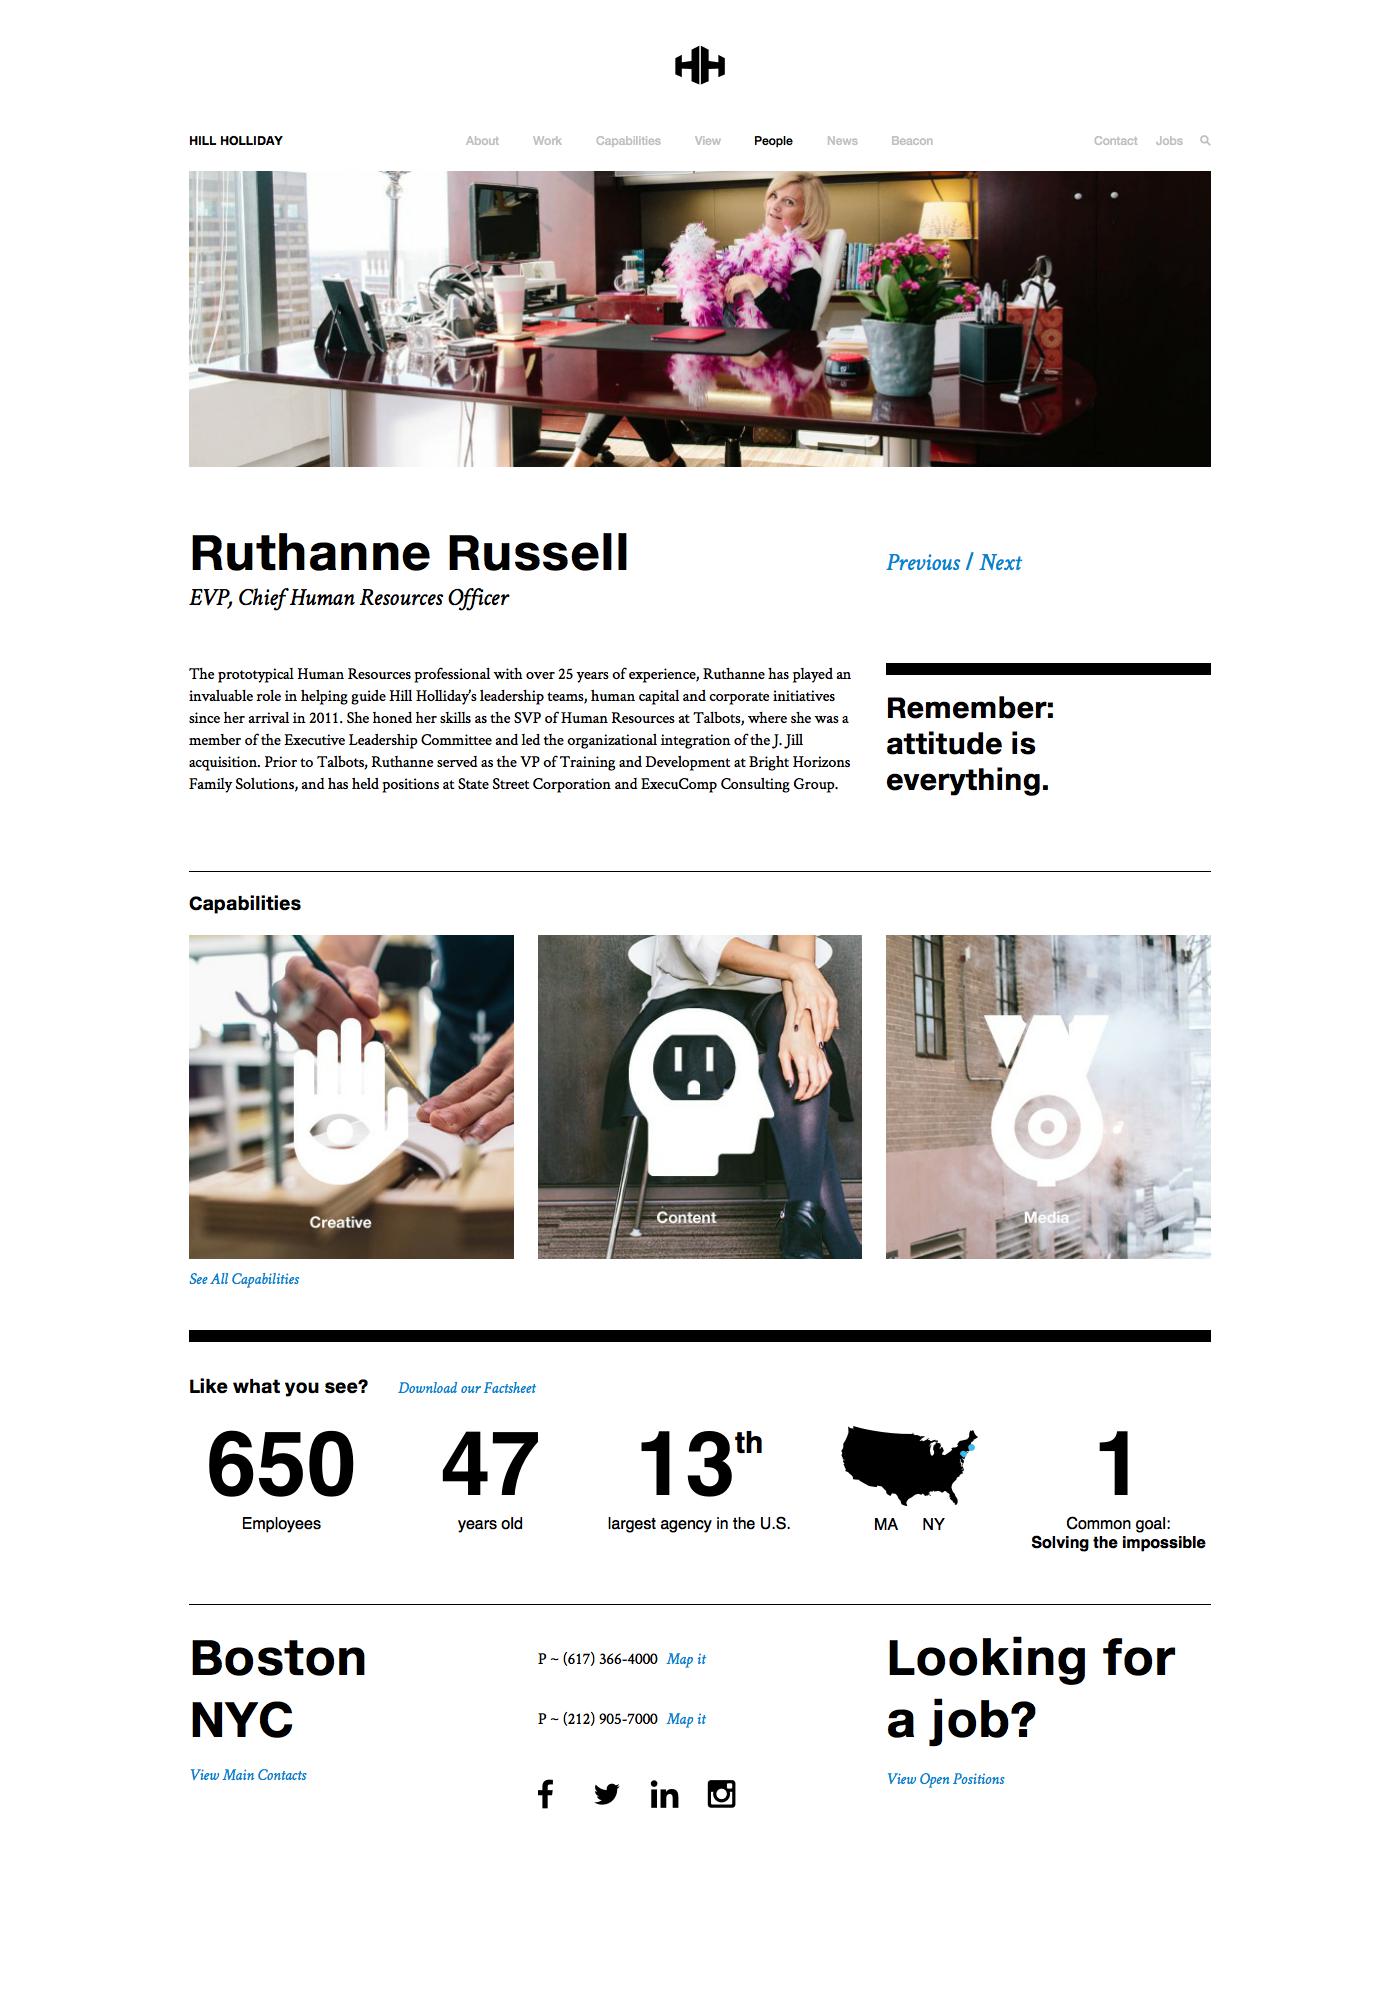 HH
HILL HOLLIDAY
About Work Capabilities View People News Beacon
Contact Jobs
Ruthanne Russell
Previous / Next
EVP, Chief Human Resources Officer
The prototypical Human Resources professional with over 25 years of experience, Ruthanne has played an
invaluable role in helping guide Hill Holliday’s leadership teams, human capital and corporate initiatives
since her arrival in 2011. She honed her skills as the SVP of Human Resources at Talbots, where she was a
member of the Executive Leadership Committee and led the organizational integration of the J. Jill
acquisition. Prior to Talbots, Ruthanne served as the VP of Training and Development at Bright Horizons
Family Solutions, and has held positions at State Street Corporation and ExecuComp Consulting Group.
Remember:
attitude is
everything.
Capabilities
Creative
Content
Media
See All Capabilities
Like what you see? Download our Factsheet
650
Employees
47
years old
13th
largest agency in the U.S.
MA NY
1
Common goal:
Solving the impossible
Boston
NYC
View Main Contacts
P ~ (617) 366-4000 Map it
P ~ (212) 905-7000 Map it
Looking for
a job?
View Open Positions